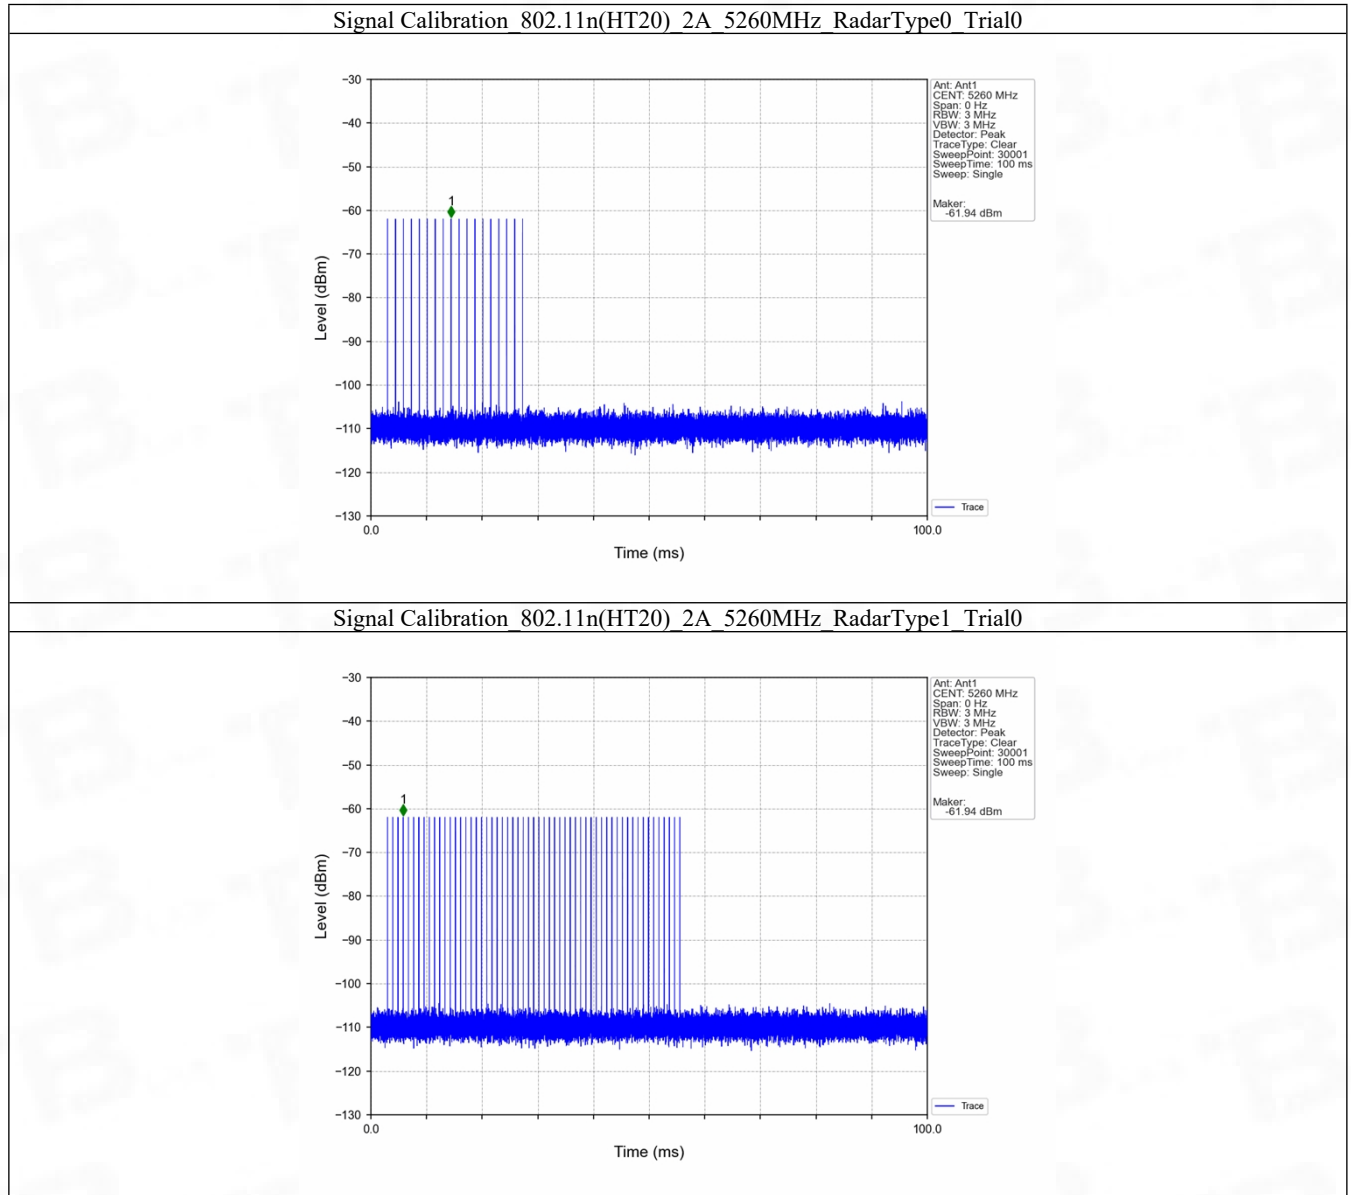 Signal Calibration_802.11n(HT20)_2A_5260MHz_RadarType0_Trial0
−30
−40
−50
−60
−70
−80
−90
−100
−110
−120
−130
Level (dBm)
1
0.0
100.0
Time (ms)
Ant: Ant1
CENT: 5260 MHz
Span: 0 Hz
RBW: 3 MHz
VBW: 3 MHz
Detector: Peak
TraceType: Clear
SweepPoint: 30001
SweepTime: 100 ms
Sweep: Single
Maker:
-61.94 dBm
Trace
Signal Calibration_802.11n(HT20)_2A_5260MHz_RadarType1_Trial0
−30
−40
−50
−60
−70
−80
−90
−100
−110
−120
−130
Level (dBm)
1
0.0
100.0
Time (ms)
Ant: Ant1
CENT: 5260 MHz
Span: 0 Hz
RBW: 3 MHz
VBW: 3 MHz
Detector: Peak
TraceType: Clear
SweepPoint: 30001
SweepTime: 100 ms
Sweep: Single
Maker:
-61.94 dBm
Trace